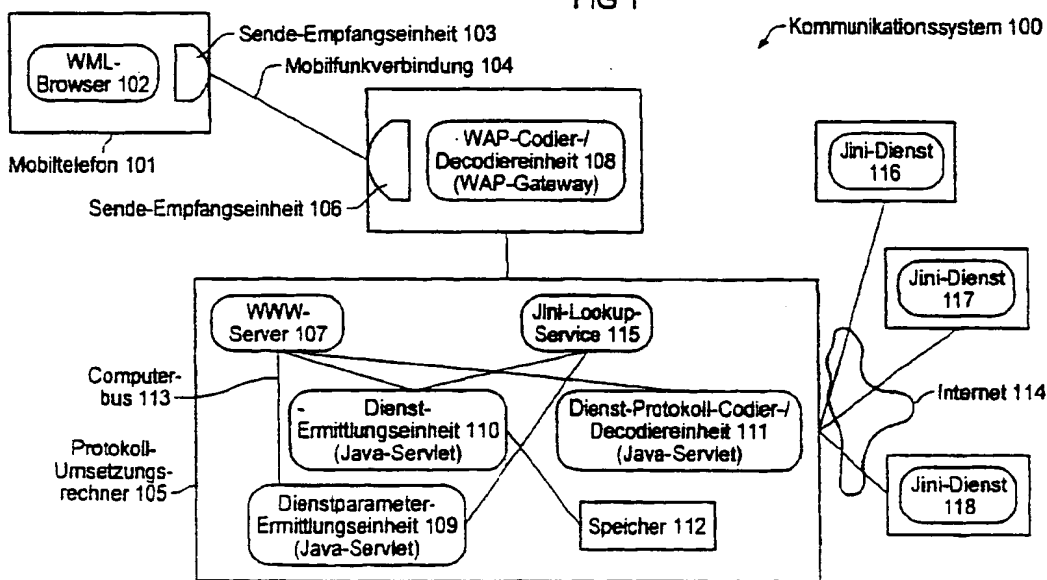 FIG 1
Kommunikationssystem 100
Sende-Empfangseinheit 103
WML-
Browser 102
Mobilfunkverbindung 104
Mobiltelefon 101
WAP-Codier-/
Decodiereinheit 108
(WAP-Gateway)
Sende-Empfangseinheit 106
Jini-Dienst
116
Jini-Dienst
117
WWW-
Server 107
Jini-Lookup-
Service 115
Computer-
bus 113
Internet 114
Dienst-
Ermittlungseinheit 110
(Java-Servlet)
Dienst-Protokoll-Codier-/
Decodiereinheit 111
(Java-Servlet)
Protokoll-
Umsetzungs-
rechner 105
Dienstparameter-
Ermittlungseinheit 109
(Java-Servlet)
Speicher 112
Jini-Dienst
118